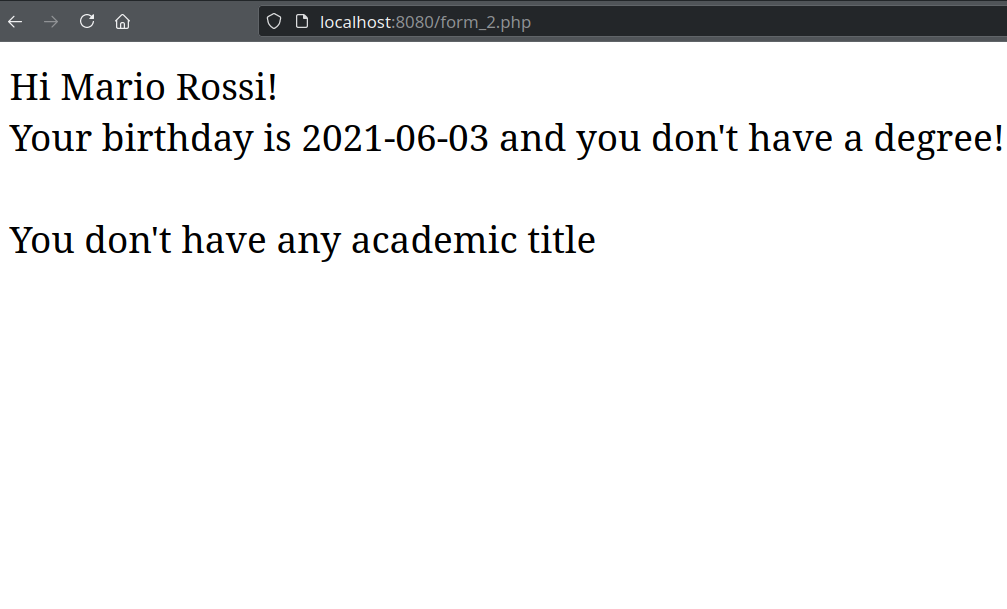 localhost:8080/form_2.php
Hi Mario Rossi!
Your birthday is 2021-06-03 and you don't have a degree!
You don't have any academic title